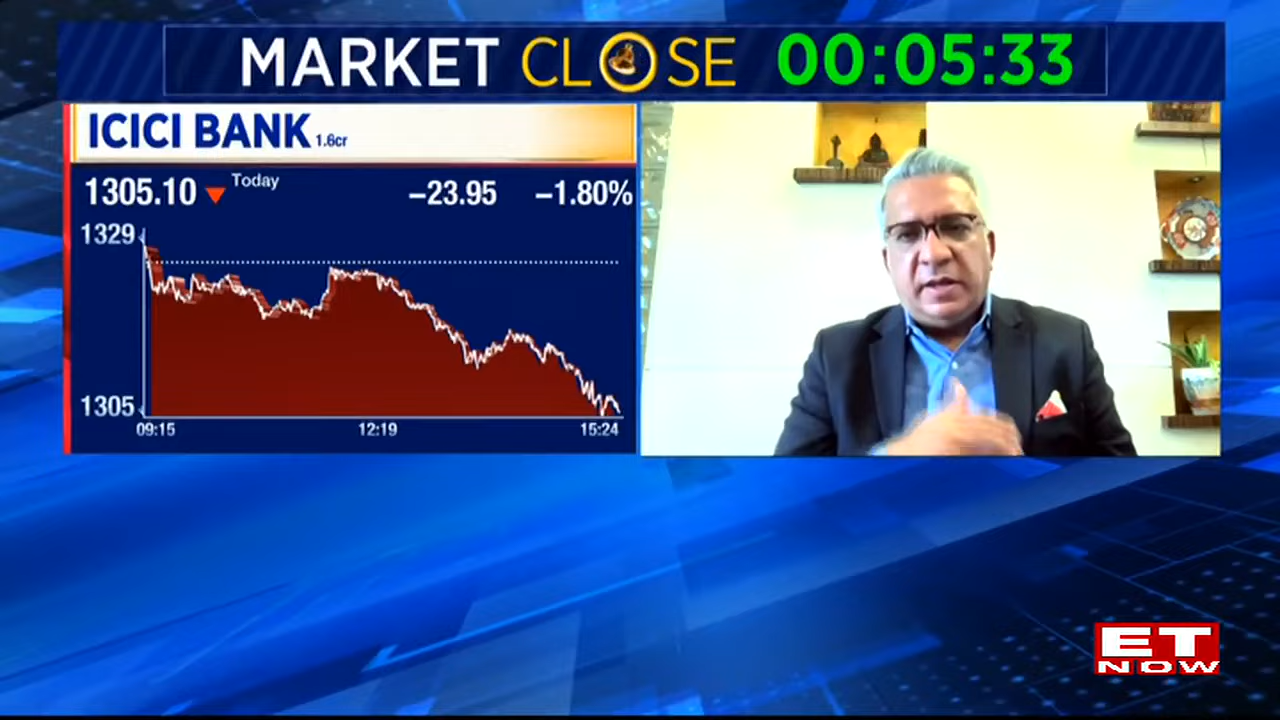 MARKET CLOSE 00:05:33
ICICI BANK 1.6cr
1305.10 Today -23.95 -1.80%
1329
1305
09:15 12:19 15:24
ET
NOW